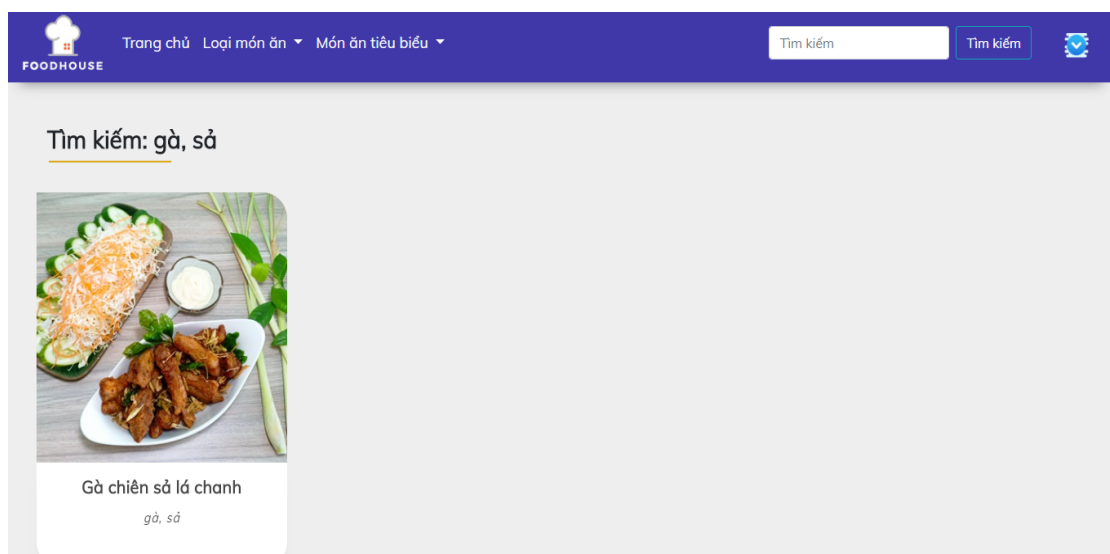 FOODHOUSE
Trang chủ Loại món ăn Món ăn tiêu biểu
Tìm kiếm
Tìm kiếm
Tìm kiếm: gà, sả
Gà chiên sả lá chanh
gà, sả